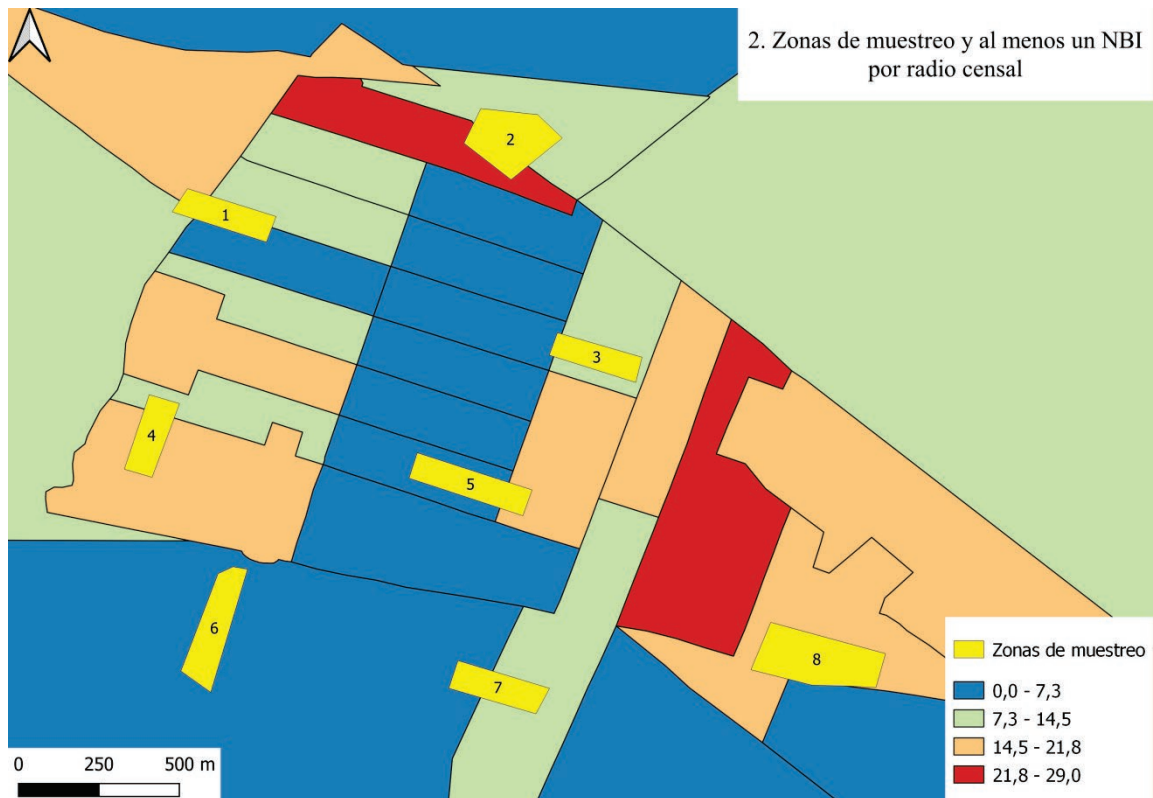 2. Zonas de muestreo y al menos un NBI
por radio censal
2
1
3
4
5
6
7
8
Zonas de muestreo
0,0 - 7,3
7,3 - 14,5
14,5 - 21,8
21,8 - 29,0
0 250 500 m